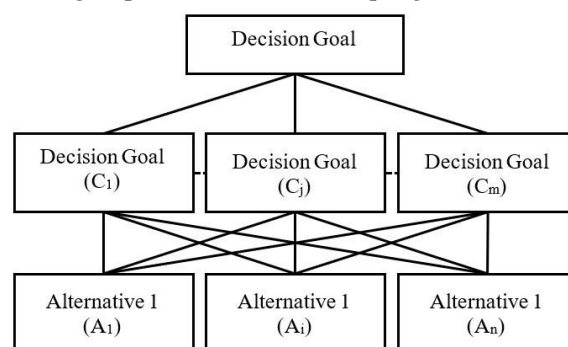 Decision Goal
Decision Goal
(C₁)
Decision Goal
(Cⱼ)
Decision Goal
(Cₘ)
Alternative 1
(A₁)
Alternative 1
(Aᵢ)
Alternative 1
(Aₙ)